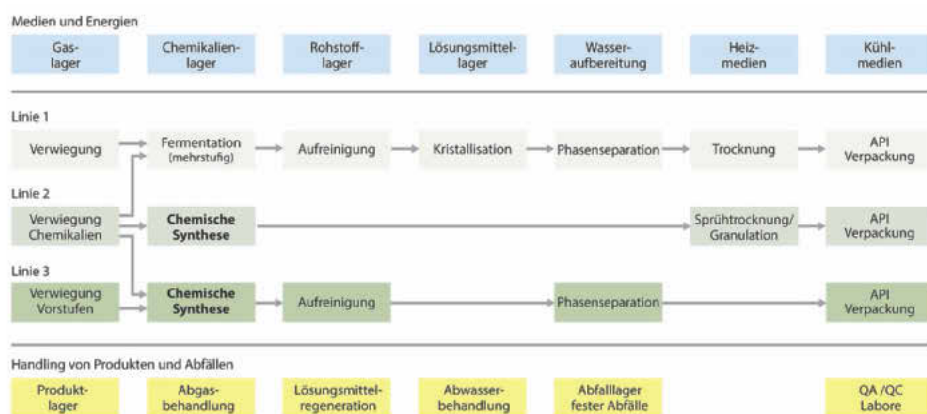 Medien und Energien
Gas-
lager
Chemikalien-
lager
Rohstoff-
lager
Lösungsmittel-
lager
Wasser-
aufbereitung
Heiz-
medien
Kühl-
medien
Linie 1
Verwiegung
Fermentation
(mehrstufig)
Aufreinigung
Kristallisation
Phasenseparation
Trocknung
API
Verpackung
Linie 2
Verwiegung
Chemikalien
Chemische
Synthese
Sprühtrocknung/
Granulation
API
Verpackung
Linie 3
Verwiegung
Vorstufen
Chemische
Synthese
Aufreinigung
Phasenseparation
API
Verpackung
Handling von Produkten und Abfällen
Produkt-
lager
Abgas-
behandlung
Lösungsmittel-
regeneration
Abwasser-
behandlung
Abfalllager
fester Abfälle
QA /QC
Labore